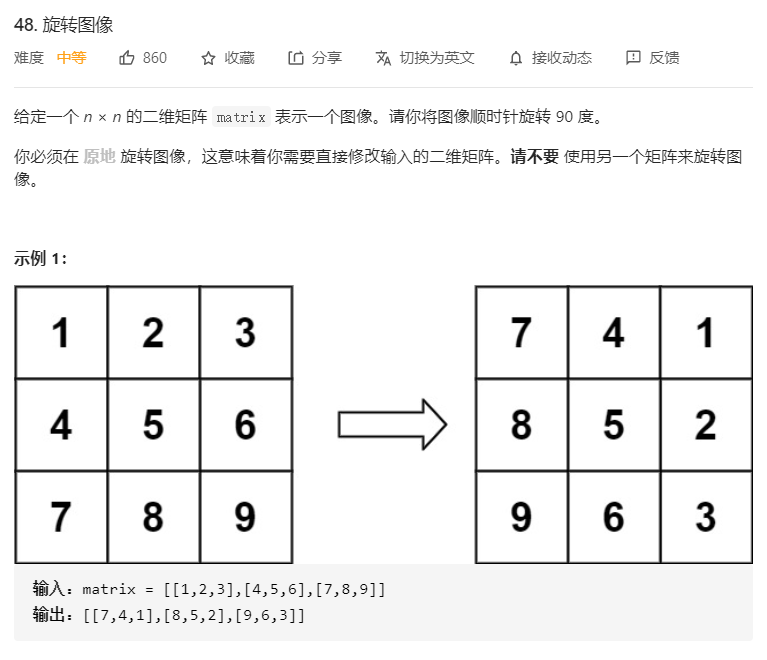 48. 旋转图像
难度 中等 860 收藏 分享 切换为英文 接收动态 反馈
给定一个 n × n 的二维矩阵 matrix 表示一个图像。请你将图像顺时针旋转 90 度。
你必须在 原地 旋转图像，这意味着你需要直接修改输入的二维矩阵。请不要 使用另一个矩阵来旋转图
像。
示例 1：
1 2 3 7 4 1
4 5 6 8 5 2
7 8 9 9 6 3
输入：matrix = [[1,2,3],[4,5,6],[7,8,9]]
输出：[[7,4,1],[8,5,2],[9,6,3]]